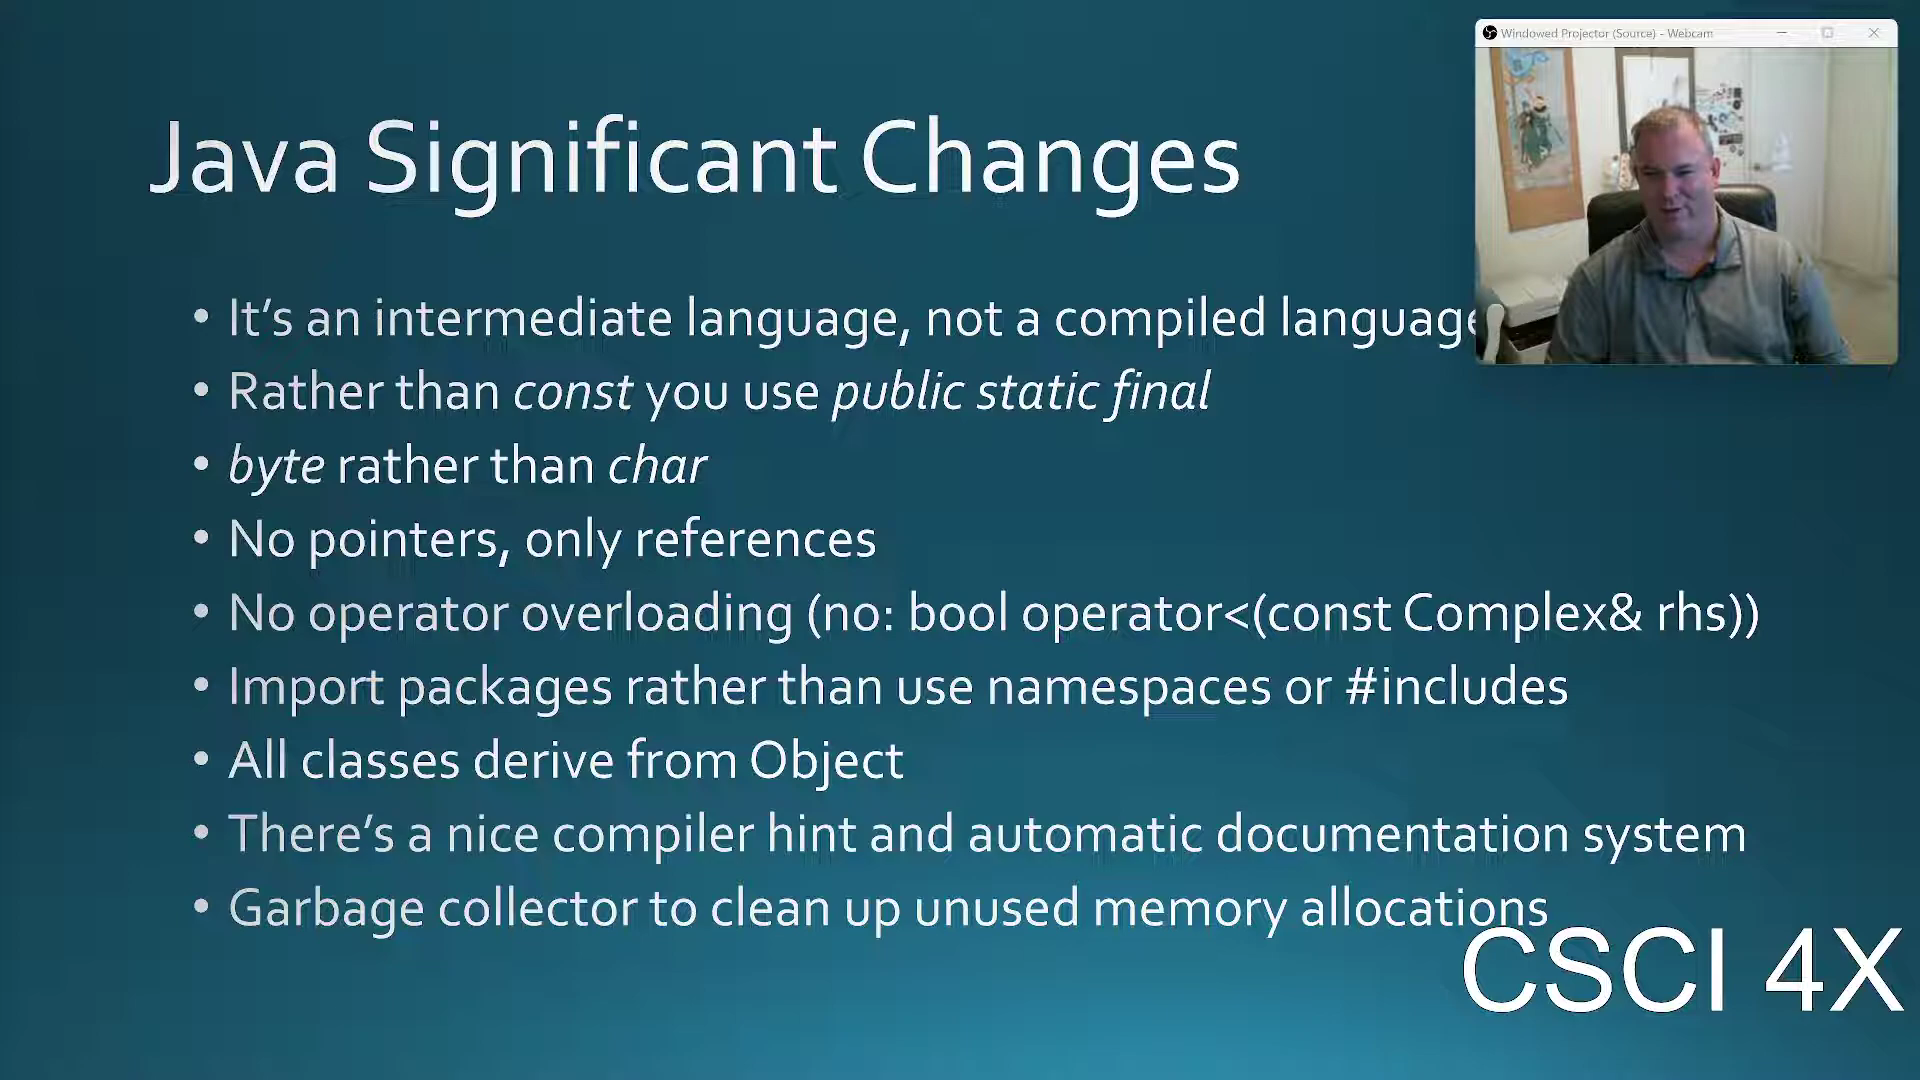 Windowed Projector (Source) - Webcam
Java Significant Changes
• It’s an intermediate language, not a compiled language
• Rather than const you use public static final
• byte rather than char
• No pointers, only references
• No operator overloading (no: bool operator<(const Complex& rhs))
• Import packages rather than use namespaces or #includes
• All classes derive from Object
• There’s a nice compiler hint and automatic documentation system
• Garbage collector to clean up unused memory allocations
CSCI 4X